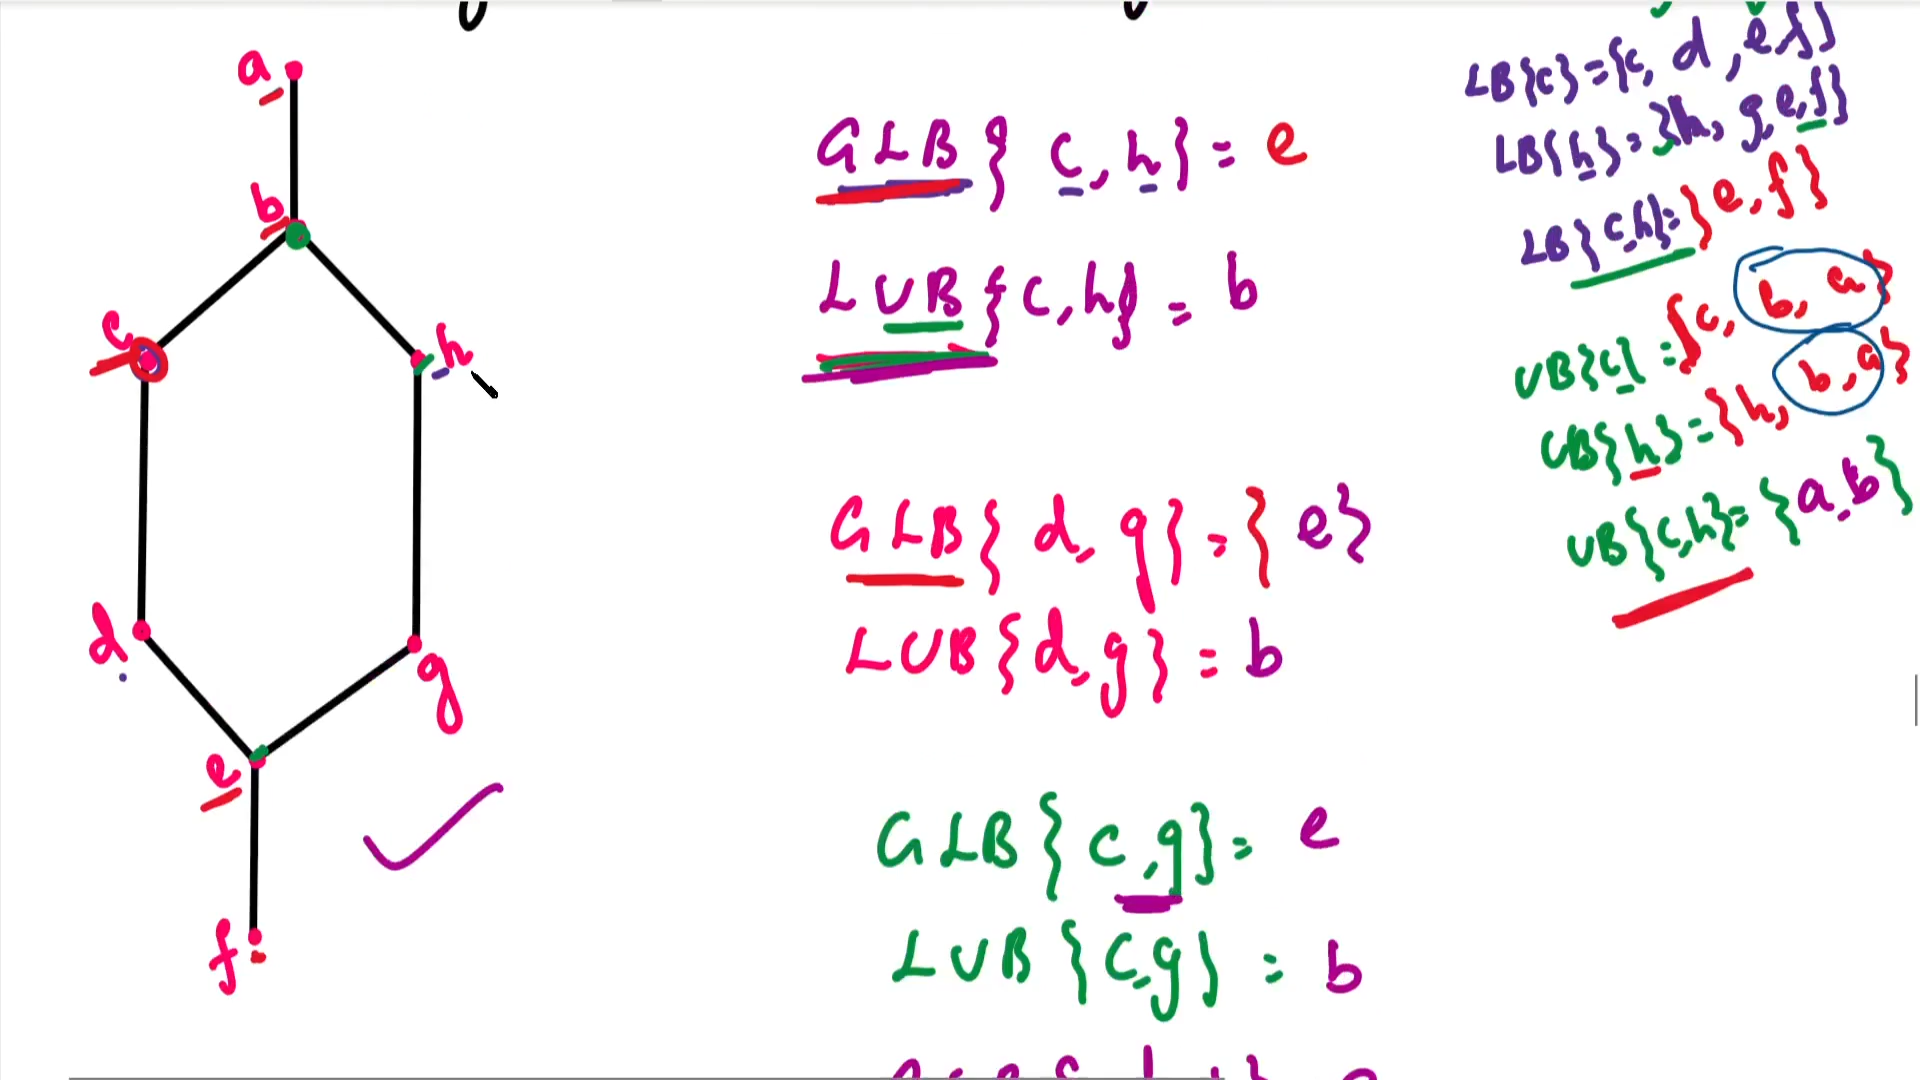 a
b
c
h
d
g
e
f
GLB{ c, h} = e
LUB{c, h} = b
GLB{ d, g} = { e}
LUB{d, g} = b
GLB{ c, g} = e
LUB {c, g} = b
LB{c} = {c, d, e, f}
LB{h} = {h, g, e, f}
LB{c, h} = {e, f}
UB{c} = {c, b, a}
UB{h} = {h, b, a}
UB{c, h} = {a, b}